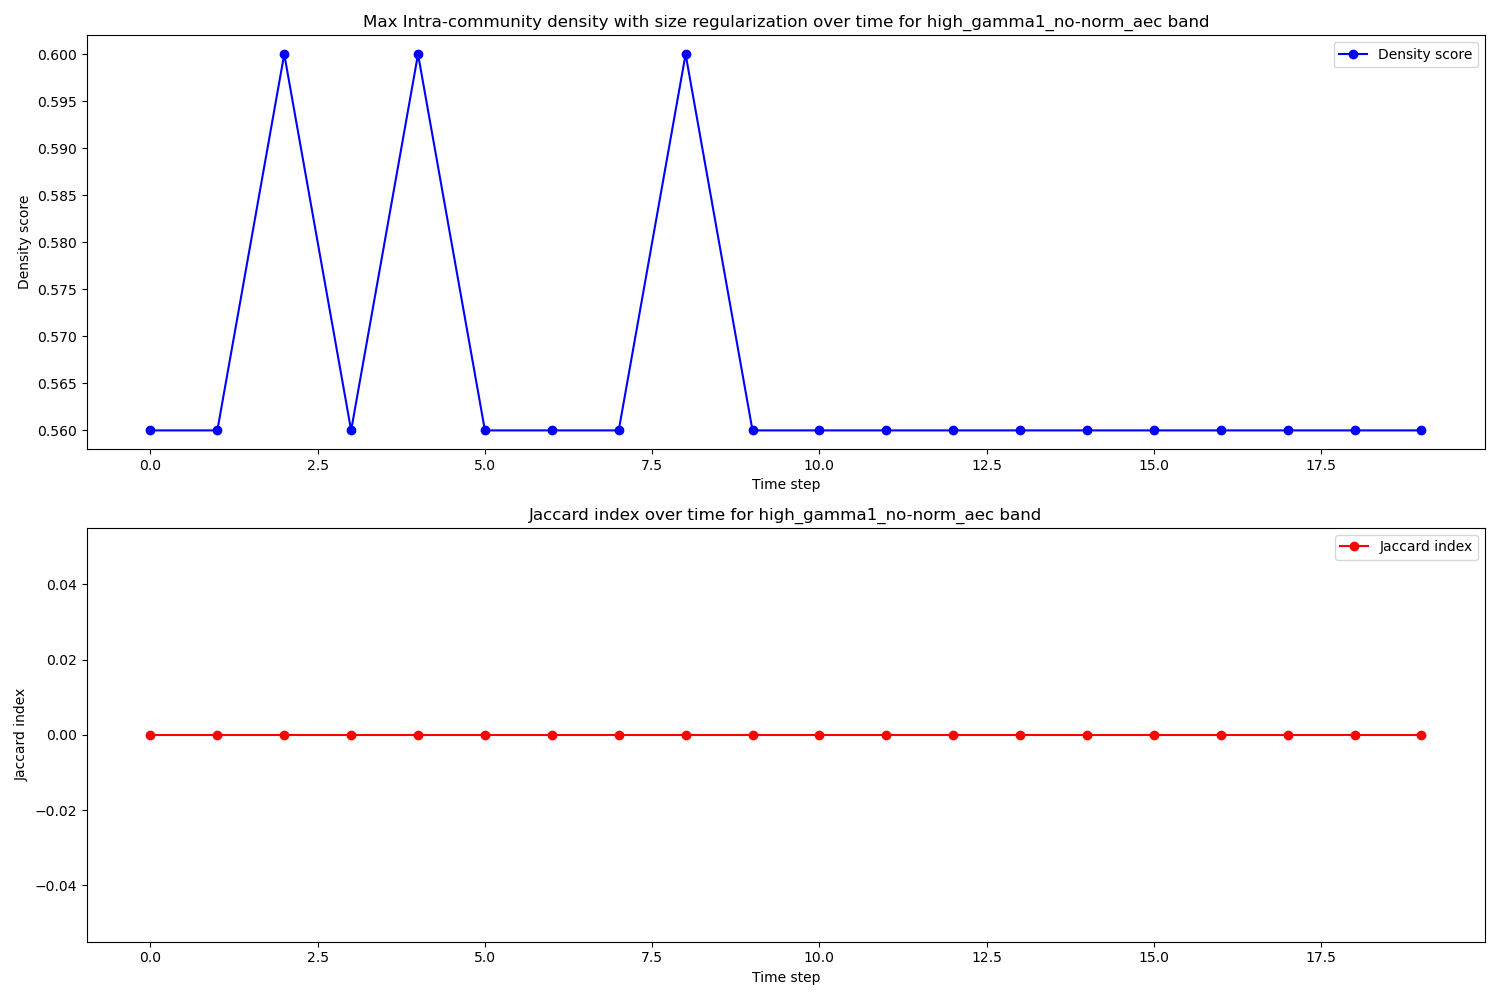 Max Intra-community density with size regularization over time for high_gamma1_no-norm_aec band
Density score
0.600
0.595
0.590
0.585
0.580
0.575
0.570
0.565
0.560
Density score
0.0 2.5 5.0 7.5 10.0 12.5 15.0 17.5
Time step
Jaccard index over time for high_gamma1_no-norm_aec band
Jaccard index
0.04
0.02
0.00
−0.02
−0.04
Jaccard index
0.0 2.5 5.0 7.5 10.0 12.5 15.0 17.5
Time step